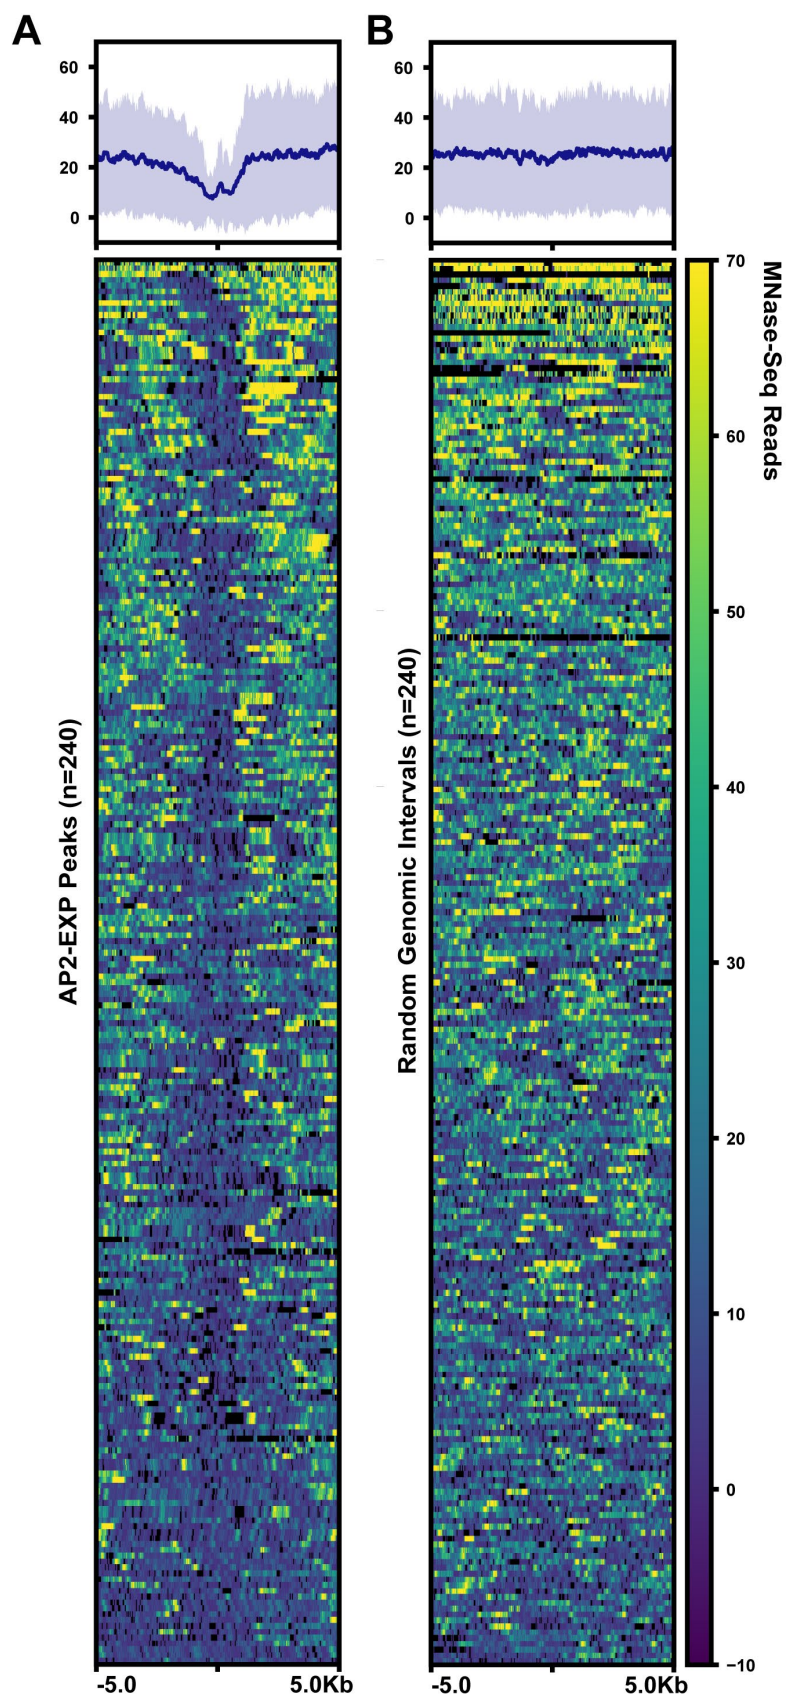 A
B
60
40
20
0
60
40
20
0
AP2-EXP Peaks (n=240)
Random Genomic Intervals (n=240)
MNase-Seq Reads
70
60
50
40
30
20
10
0
−10
-5.0
5.0Kb
-5.0
5.0Kb